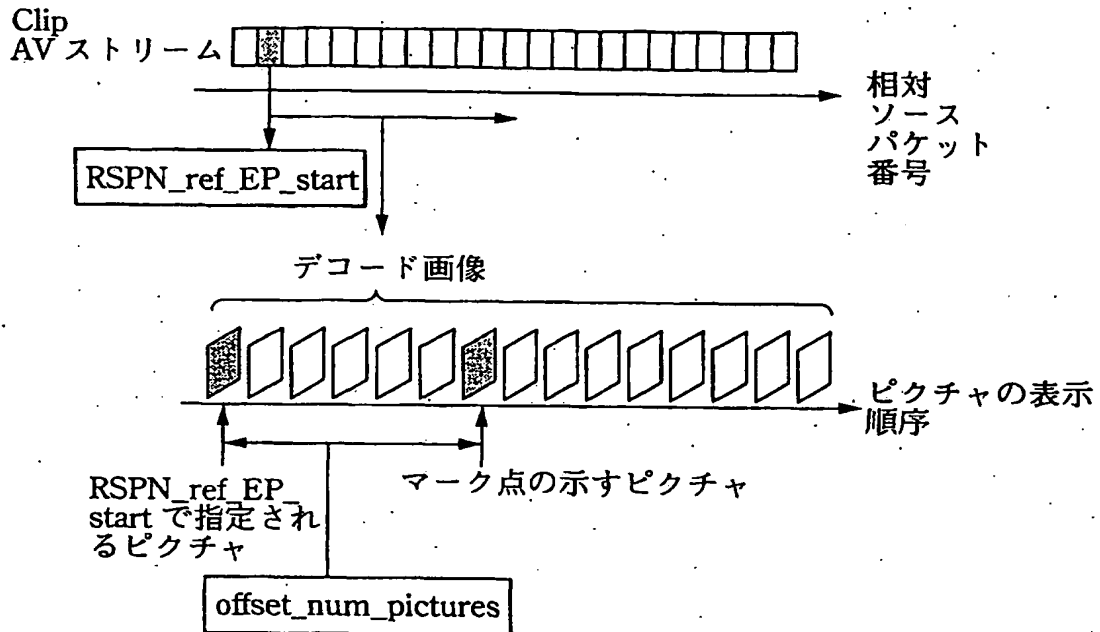 Clip
AV ストリーム
相対
ソース
パケット
番号
RSPN_ref_EP_start
デコード画像
ピクチャの表示
順序
RSPN_ref_EP_
start で指定され
るピクチャ
マーク点の示すピクチャ
offset_num_pictures